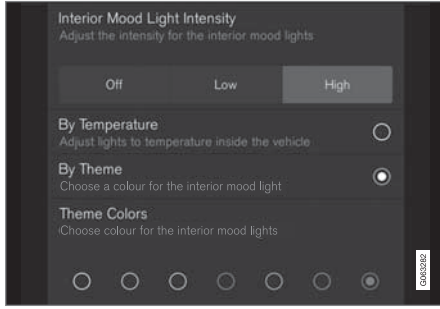 Interior Mood Light Intensity
Adjust the intensity for the interior mood lights
Off Low High
By Temperature
Adjust lights to temperature inside the vehicle
By Theme
Choose a colour for the interior mood light
Theme Colors
Choose colour for the interior mood lights
G063282